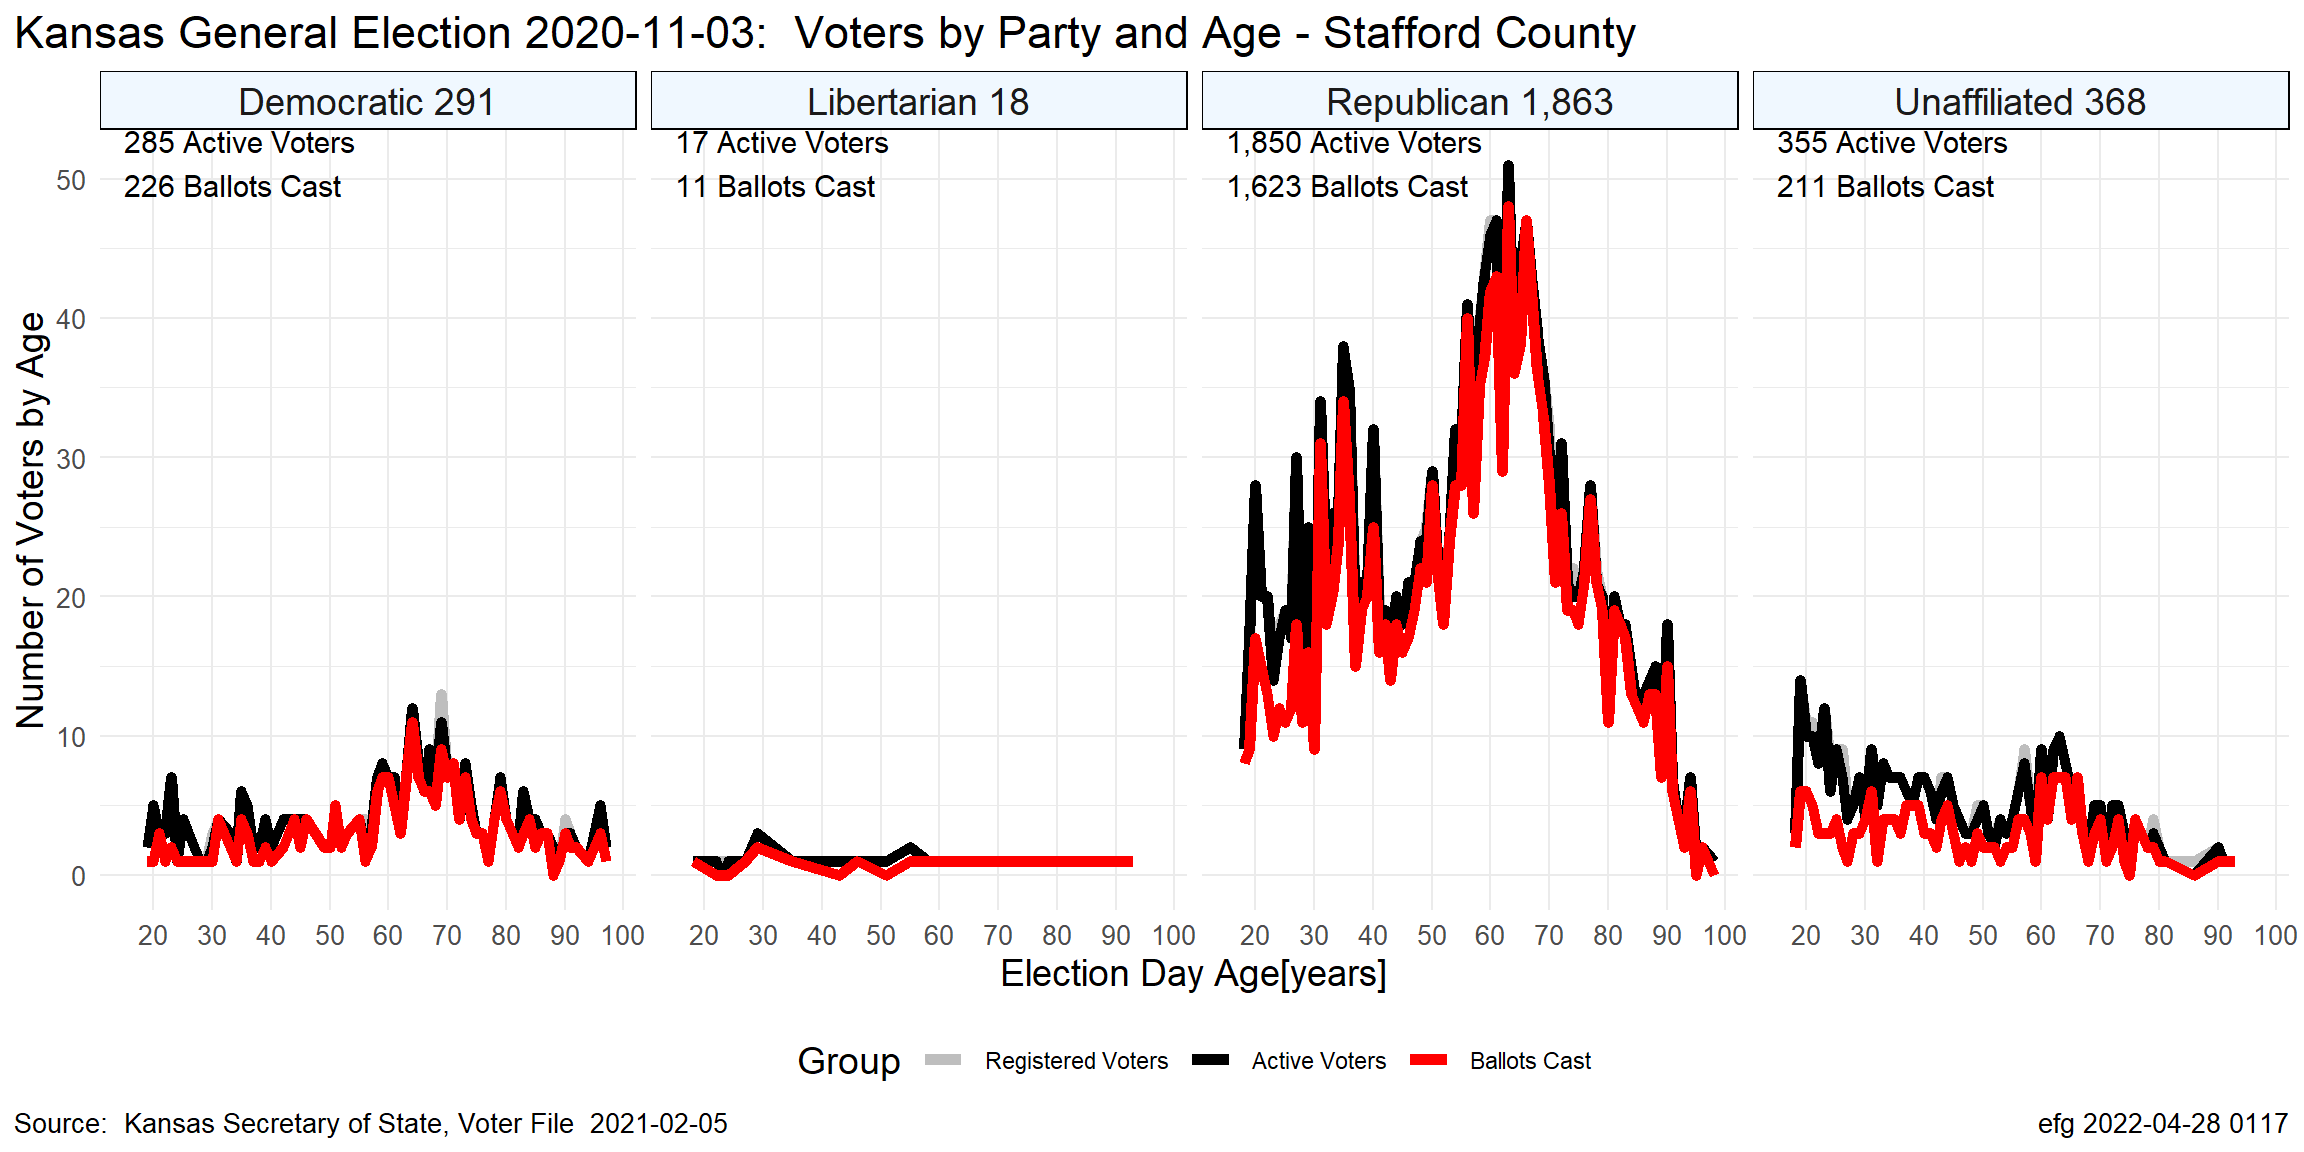 Kansas General Election 2020-11-03:  Voters by Party and Age - Stafford County
Democratic 291
Libertarian 18
Republican 1,863
Unaffiliated 368
285 Active Voters
226 Ballots Cast
17 Active Voters
11 Ballots Cast
1,850 Active Voters
1,623 Ballots Cast
355 Active Voters
211 Ballots Cast
Number of Voters by Age
50
40
30
20
10
0
20 30 40 50 60 70 80 90 100
20 30 40 50 60 70 80 90 100
20 30 40 50 60 70 80 90 100
20 30 40 50 60 70 80 90 100
Election Day Age[years]
Group Registered Voters Active Voters Ballots Cast
Source:  Kansas Secretary of State, Voter File  2021-02-05
efg 2022-04-28 0117